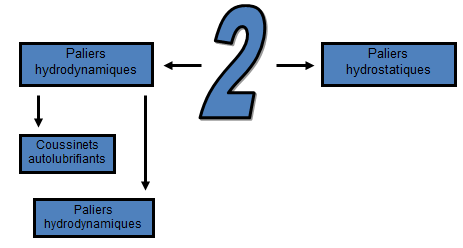 Paliers
hydrodynamiques
2
Paliers
hydrostatiques
Coussinets
autolubrifiants
Paliers
hydrodynamiques